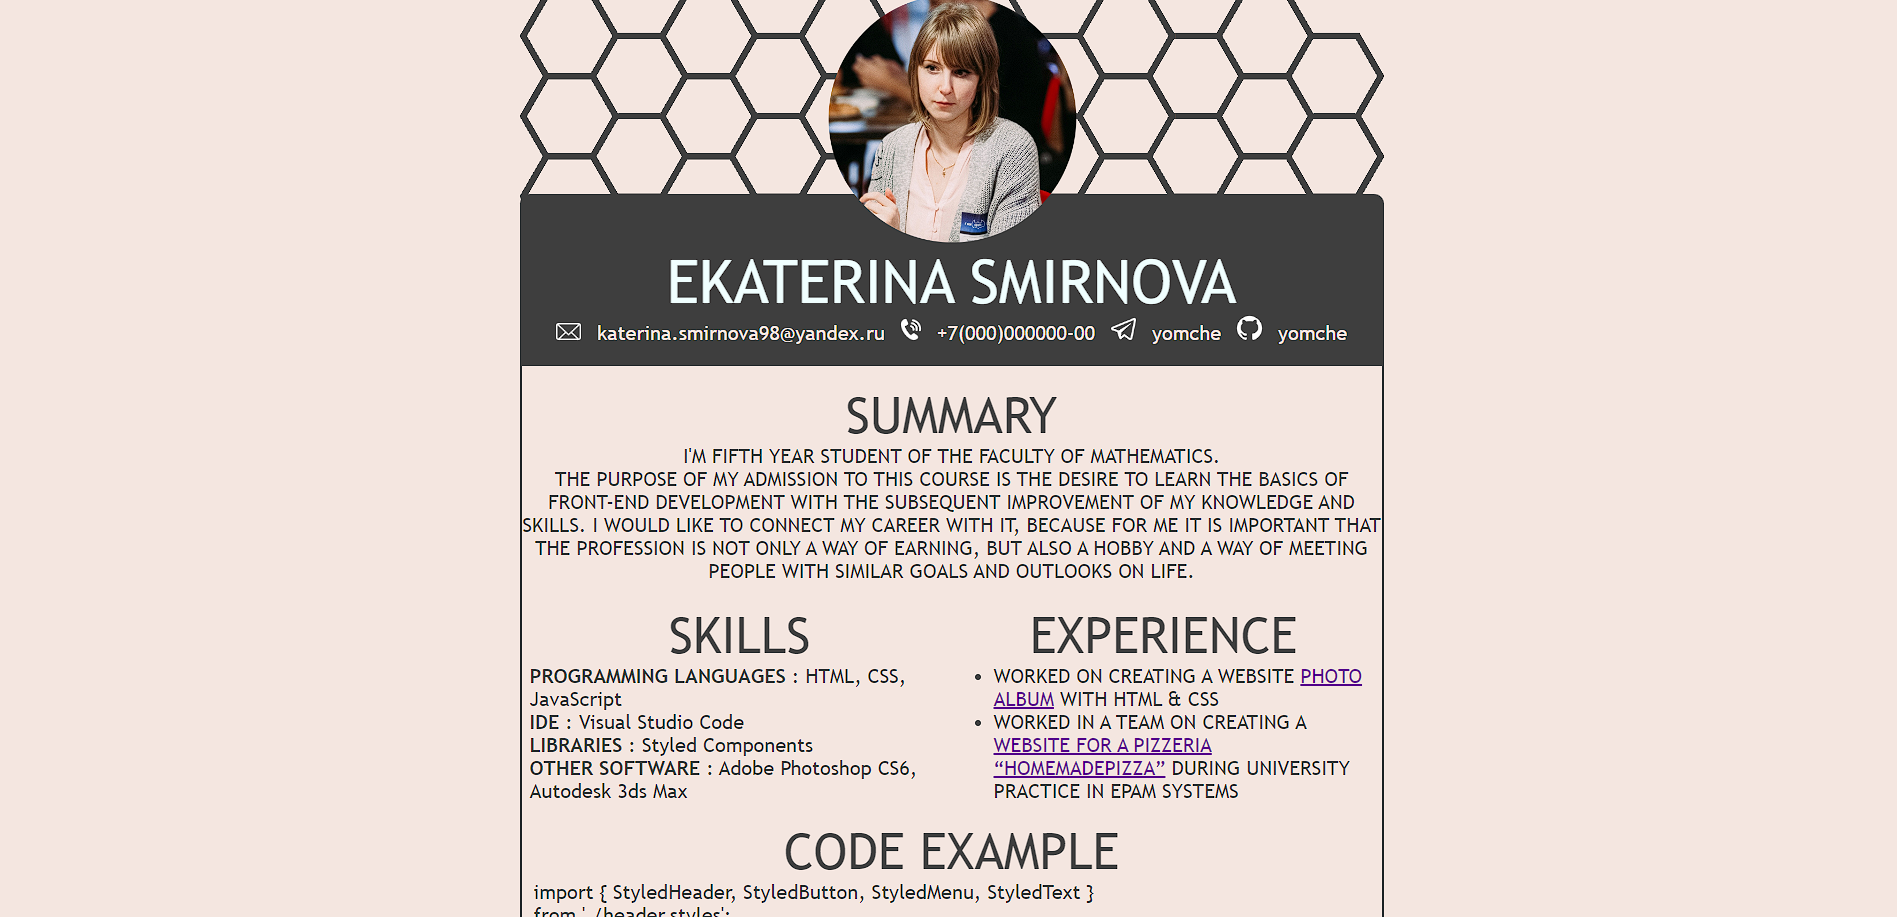 EKATERINA SMIRNOVA
katerina.smirnova98@yandex.ru +7(000)000000-00 yomche yomche
SUMMARY
I'M FIFTH YEAR STUDENT OF THE FACULTY OF MATHEMATICS.
THE PURPOSE OF MY ADMISSION TO THIS COURSE IS THE DESIRE TO LEARN THE BASICS OF
FRONT-END DEVELOPMENT WITH THE SUBSEQUENT IMPROVEMENT OF MY KNOWLEDGE AND
SKILLS. I WOULD LIKE TO CONNECT MY CAREER WITH IT, BECAUSE FOR ME IT IS IMPORTANT THAT
THE PROFESSION IS NOT ONLY A WAY OF EARNING, BUT ALSO A HOBBY AND A WAY OF MEETING
PEOPLE WITH SIMILAR GOALS AND OUTLOOKS ON LIFE.
SKILLS
PROGRAMMING LANGUAGES : HTML, CSS,
JavaScript
IDE : Visual Studio Code
LIBRARIES : Styled Components
OTHER SOFTWARE : Adobe Photoshop CS6,
Autodesk 3ds Max
EXPERIENCE
• WORKED ON CREATING A WEBSITE PHOTO
ALBUM WITH HTML & CSS
• WORKED IN A TEAM ON CREATING A
WEBSITE FOR A PIZZERIA
“HOMEMADEPIZZA” DURING UNIVERSITY
PRACTICE IN EPAM SYSTEMS
CODE EXAMPLE
import { StyledHeader, StyledButton, StyledMenu, StyledText }
from './header.styles';